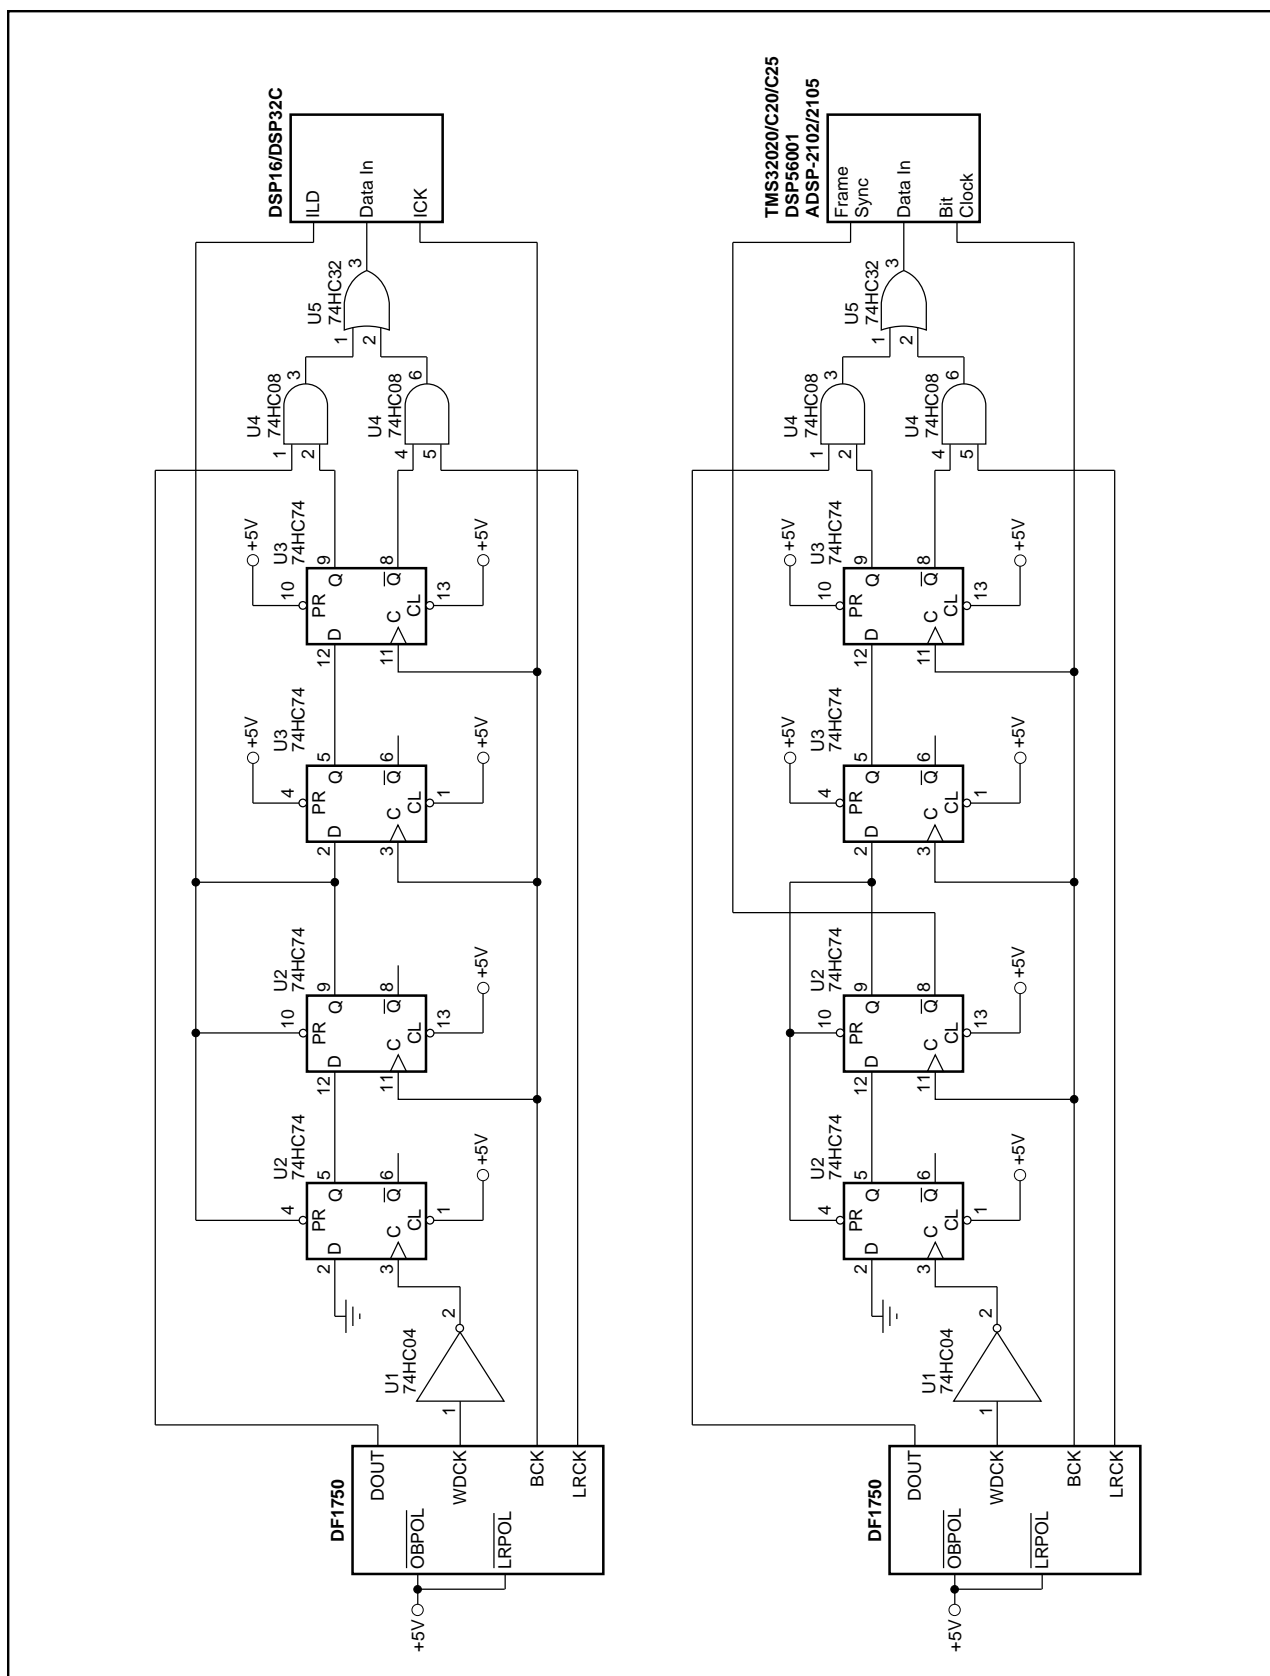 DF1750
+5V
OBPOL
LRPOL
DOUT
WDCK
BCK
LRCK
U1
74HC04
1
2
U2
74HC74
4
PR
2
D
Q
5
3
C
Q
6
CL
1
+5V
U2
74HC74
10
PR
12
D
Q
9
11
C
Q
8
CL
13
+5V
U3
74HC74
+5V
4
PR
2
D
Q
5
3
C
Q
6
CL
1
+5V
U3
74HC74
+5V
10
PR
12
D
Q
9
11
C
Q
8
CL
13
+5V
U4
74HC08
1
2
3
U4
74HC08
4
5
6
U5
74HC32
1
2
3
DSP16/DSP32C
ILD
Data In
ICK
DF1750
+5V
OBPOL
LRPOL
DOUT
WDCK
BCK
LRCK
U1
74HC04
1
2
U2
74HC74
4
PR
2
D
Q
5
3
C
Q
6
CL
1
+5V
U2
74HC74
10
PR
12
D
Q
9
11
C
Q
8
CL
13
+5V
U3
74HC74
+5V
4
PR
2
D
Q
5
3
C
Q
6
CL
1
+5V
U3
74HC74
+5V
10
PR
12
D
Q
9
11
C
Q
8
CL
13
+5V
U4
74HC08
1
2
3
U4
74HC08
4
5
6
U5
74HC32
1
2
3
TMS32020/C20/C25
DSP56001
ADSP-2102/2105
Frame
Sync
Data In
Bit
Clock